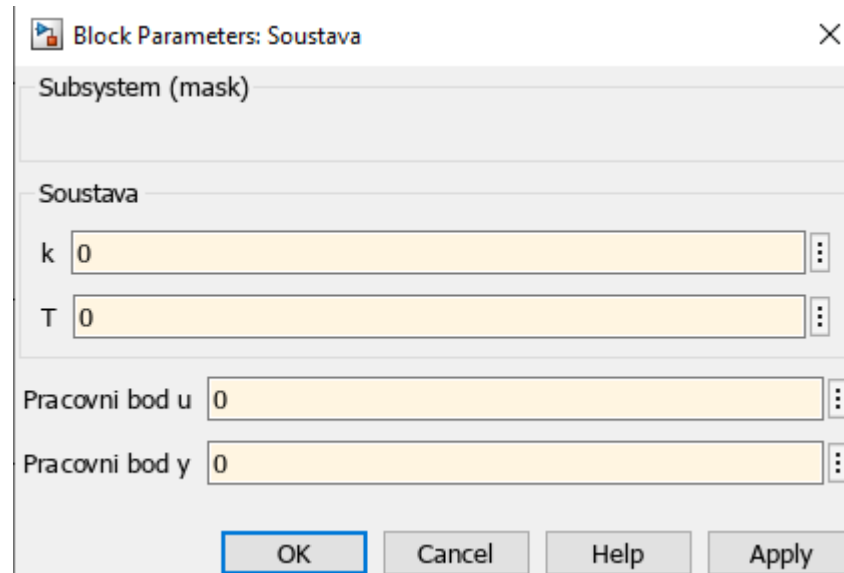 Block Parameters: Soustava
Subsystem (mask)
Soustava
k 0
T 0
Pracovni bod u 0
Pracovni bod y 0
OK Cancel Help Apply